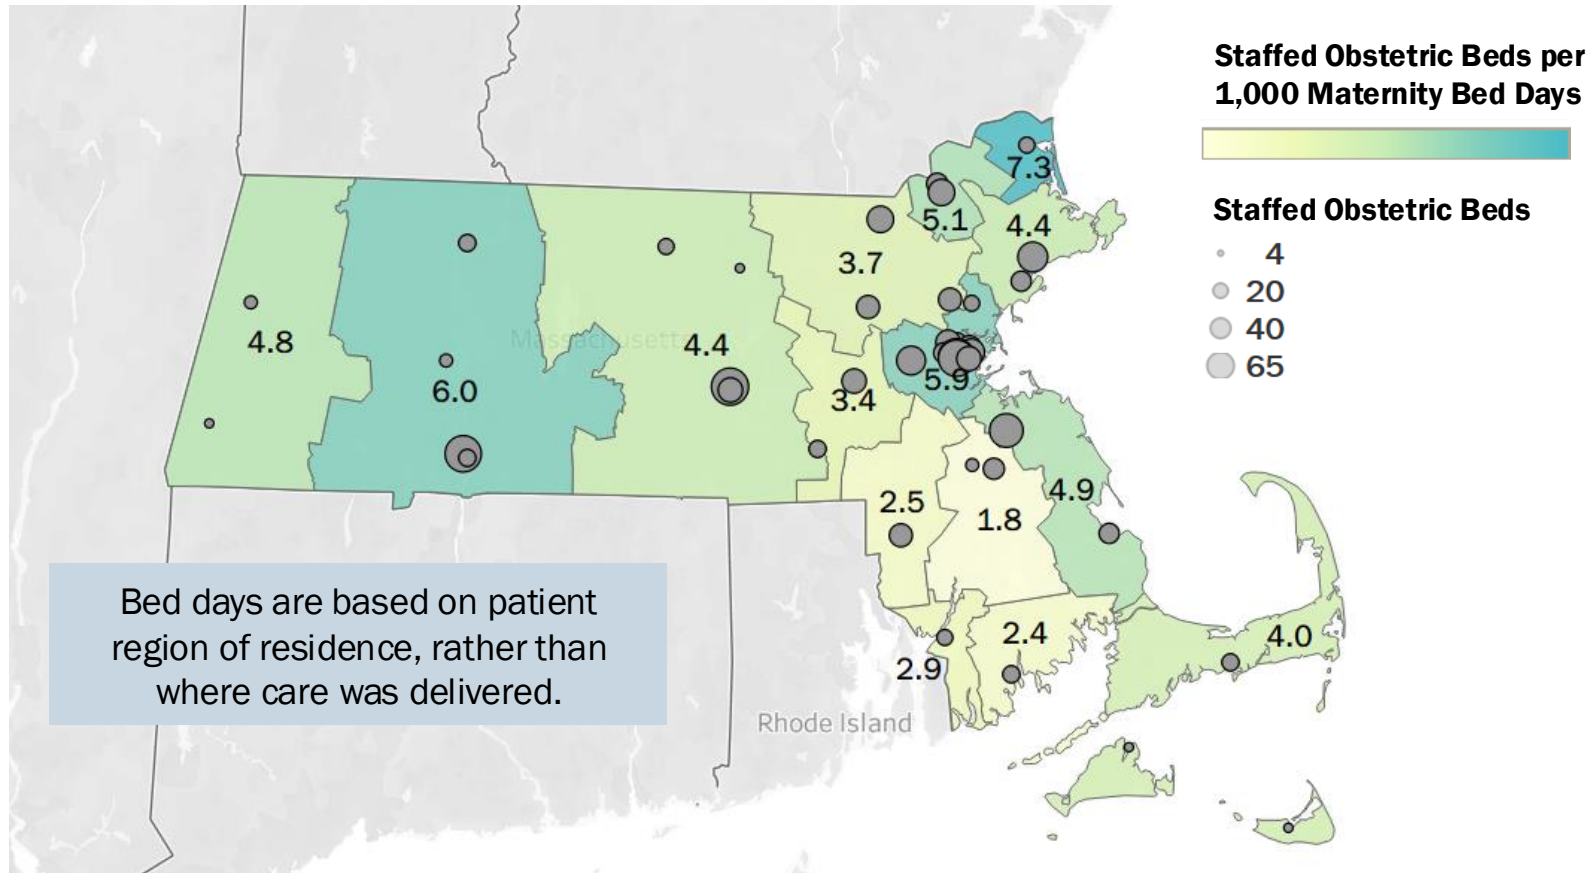 Staffed Obstetric Beds per
1,000 Maternity Bed Days
Staffed Obstetric Beds
4
20
40
65
7.3
5.1
4.4
3.7
4.8
Massachusetts
4.4
6.0
3.4
5.9
2.5
1.8
4.9
2.4
4.0
2.9
Rhode Island
Bed days are based on patient
region of residence, rather than
where care was delivered.